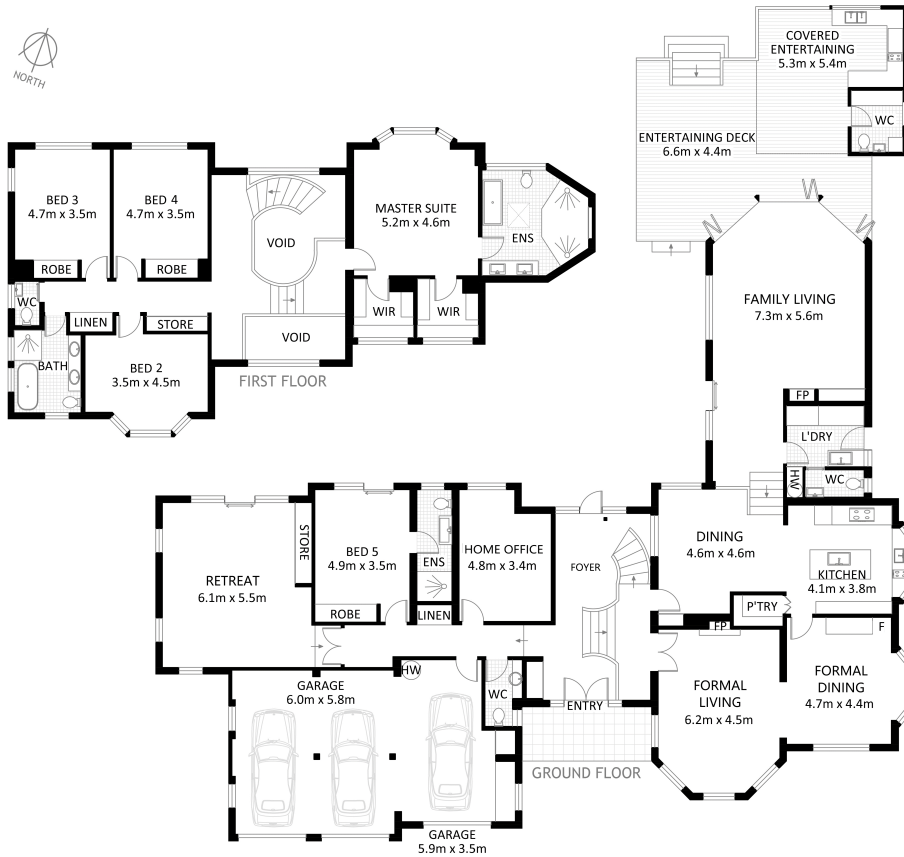 NORTH
COVERED
ENTERTAINING
5.3m x 5.4m
WC
ENTERTAINING DECK
6.6m x 4.4m
BED 3
4.7m x 3.5m
BED 4
4.7m x 3.5m
ROBE
ROBE
VOID
MASTER SUITE
5.2m x 4.6m
ENS
WC
LINEN
STORE
WIR
WIR
VOID
BATH
BED 2
3.5m x 4.5m
FIRST FLOOR
FAMILY LIVING
7.3m x 5.6m
FP
L'DRY
HW
WC
STORE
RETREAT
6.1m x 5.5m
BED 5
4.9m x 3.5m
ROBE
ENS
LINEN
HOME OFFICE
4.8m x 3.4m
FOYER
DINING
4.6m x 4.6m
KITCHEN
4.1m x 3.8m
P'TRY
FP
F
HW
GARAGE
6.0m x 5.8m
WC
ENTRY
FORMAL
LIVING
6.2m x 4.5m
FORMAL
DINING
4.7m x 4.4m
GROUND FLOOR
GARAGE
5.9m x 3.5m